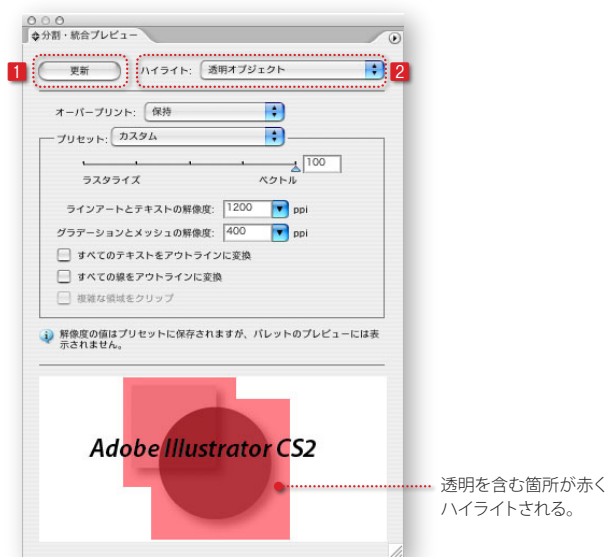 分割・統合プレビュー
1
更新
ハイライト: 透明オブジェクト
2
オーバープリント: 保持
プリセット: カスタム
100
ラスタライズ ベクトル
ラインアートとテキストの解像度: 1200 ppi
グラデーションとメッシュの解像度: 400 ppi
すべてのテキストをアウトラインに変換
すべての線をアウトラインに変換
複雑な領域をクリップ
解像度の値はプリセットに保存されますが、パレットのプレビューには表
示されません。
Adobe Illustrator CS2
透明を含む箇所が赤く
ハイライトされる。